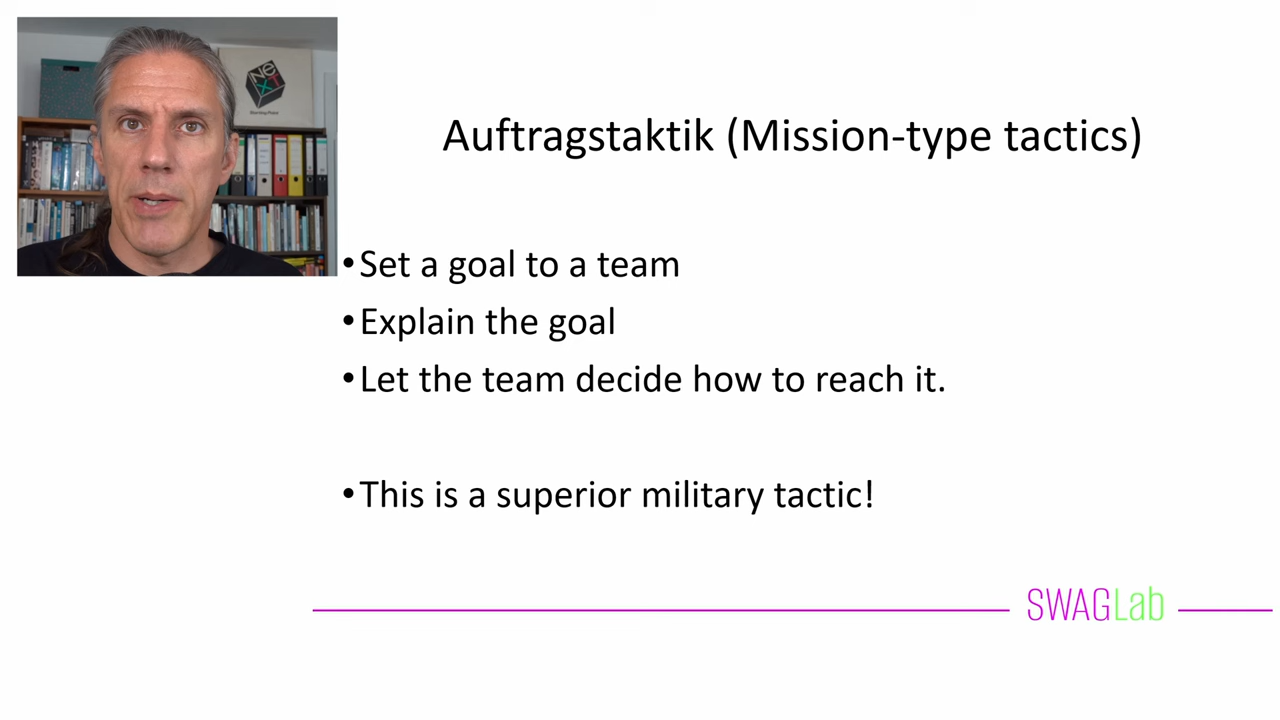 NeXT
Auftragstaktik (Mission-type tactics)
•Set a goal to a team
•Explain the goal
•Let the team decide how to reach it.
•This is a superior military tactic!
SWAGLab